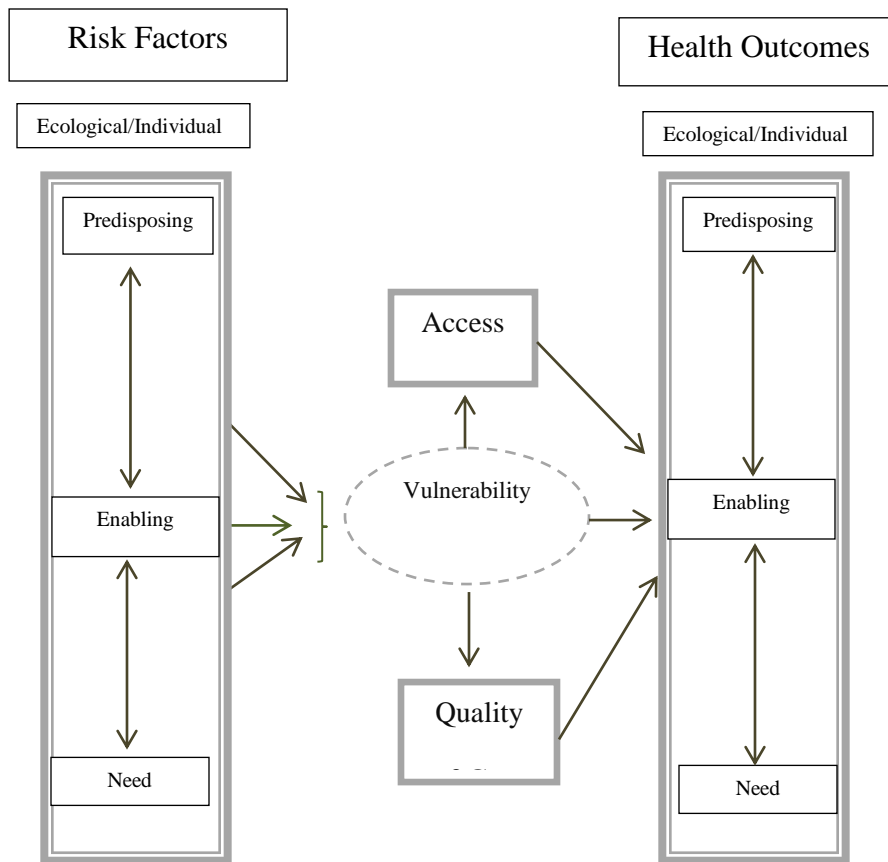 Risk Factors
Health Outcomes
Ecological/Individual
Ecological/Individual
Predisposing
Predisposing
Access
Vulnerability
Enabling
Enabling
Quality
Need
Need